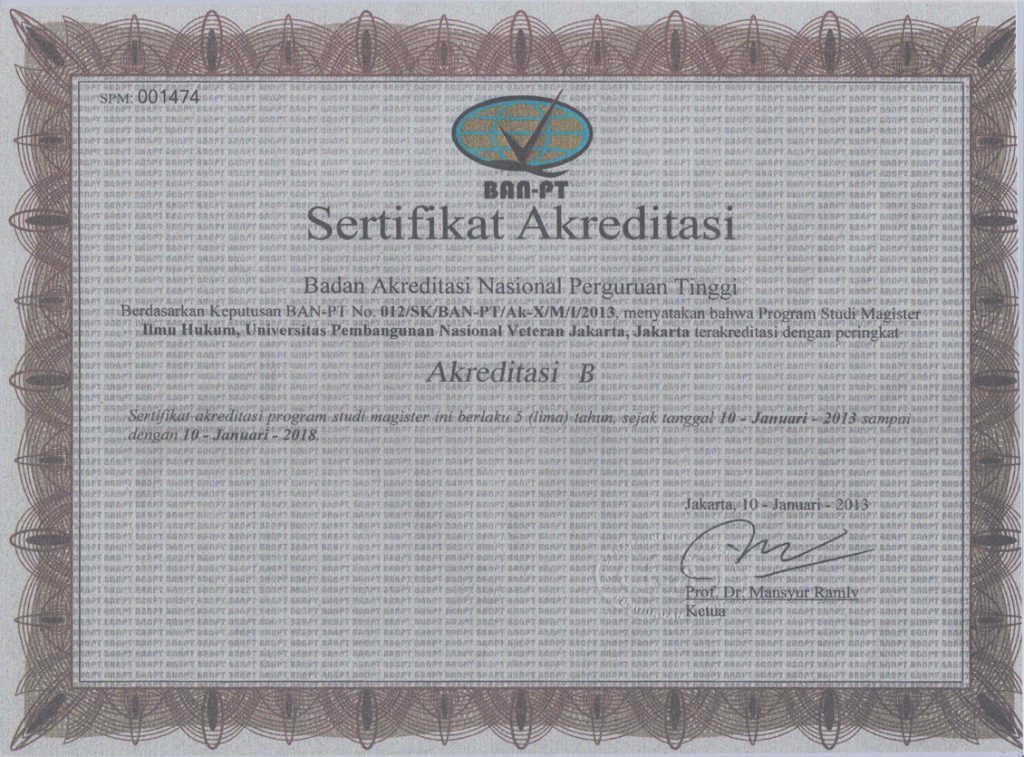 SPM: 001474
BAN-PT
Sertifikat Akreditasi
Badan Akreditasi Nasional Perguruan Tinggi
Berdasarkan Keputusan BAN-PT No. 012/SK/BAN-PT/Ak-X/M/I/2013, menyatakan bahwa Program Studi Magister
Ilmu Hukum, Universitas Pembangunan Nasional Veteran Jakarta, Jakarta terakreditasi dengan peringkat
Akreditasi B
Sertifikat akreditasi program studi magister ini berlaku 5 (lima) tahun, sejak tanggal 10 - Januari - 2013 sampai
dengan 10 - Januari - 2018.
Jakarta, 10 - Januari - 2013
Prof. Dr. Mansyur Ramly
Ketua